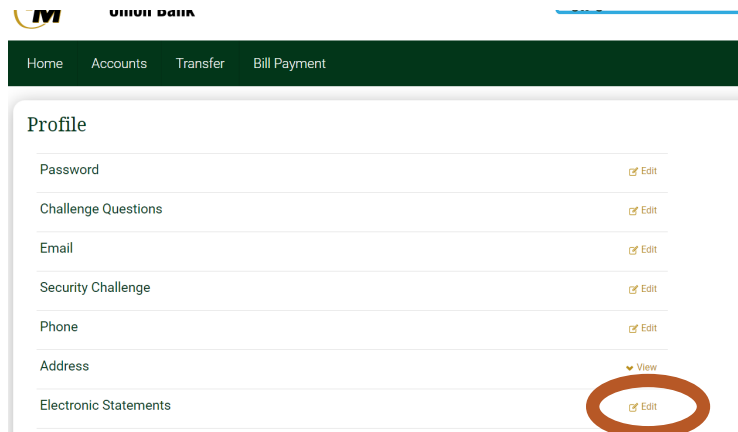 M Union Bank
Home Accounts Transfer Bill Payment
Profile
Password Edit
Challenge Questions Edit
Email Edit
Security Challenge Edit
Phone Edit
Address View
Electronic Statements Edit